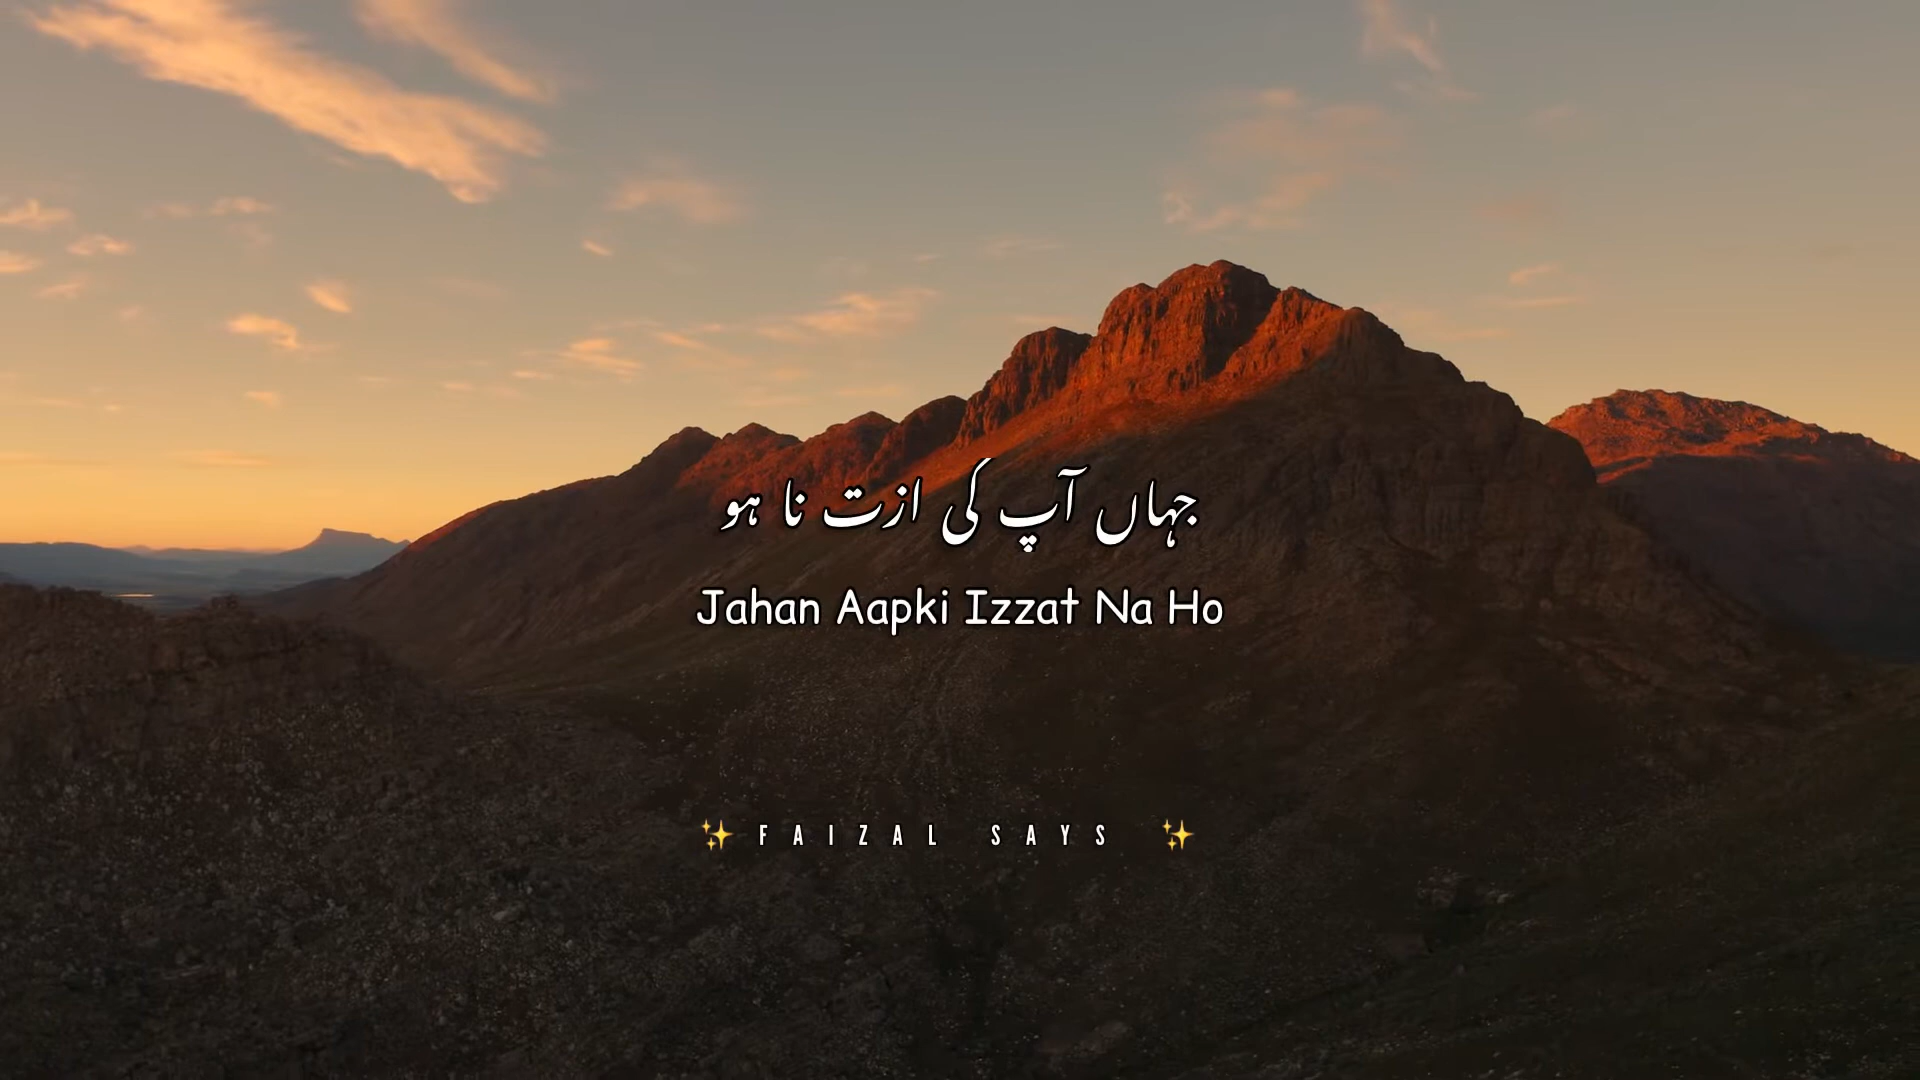 جہاں آپ کی ازت نا ہو
Jahan Aapki Izzat Na Ho
✨ FAIZAL SAYS ✨